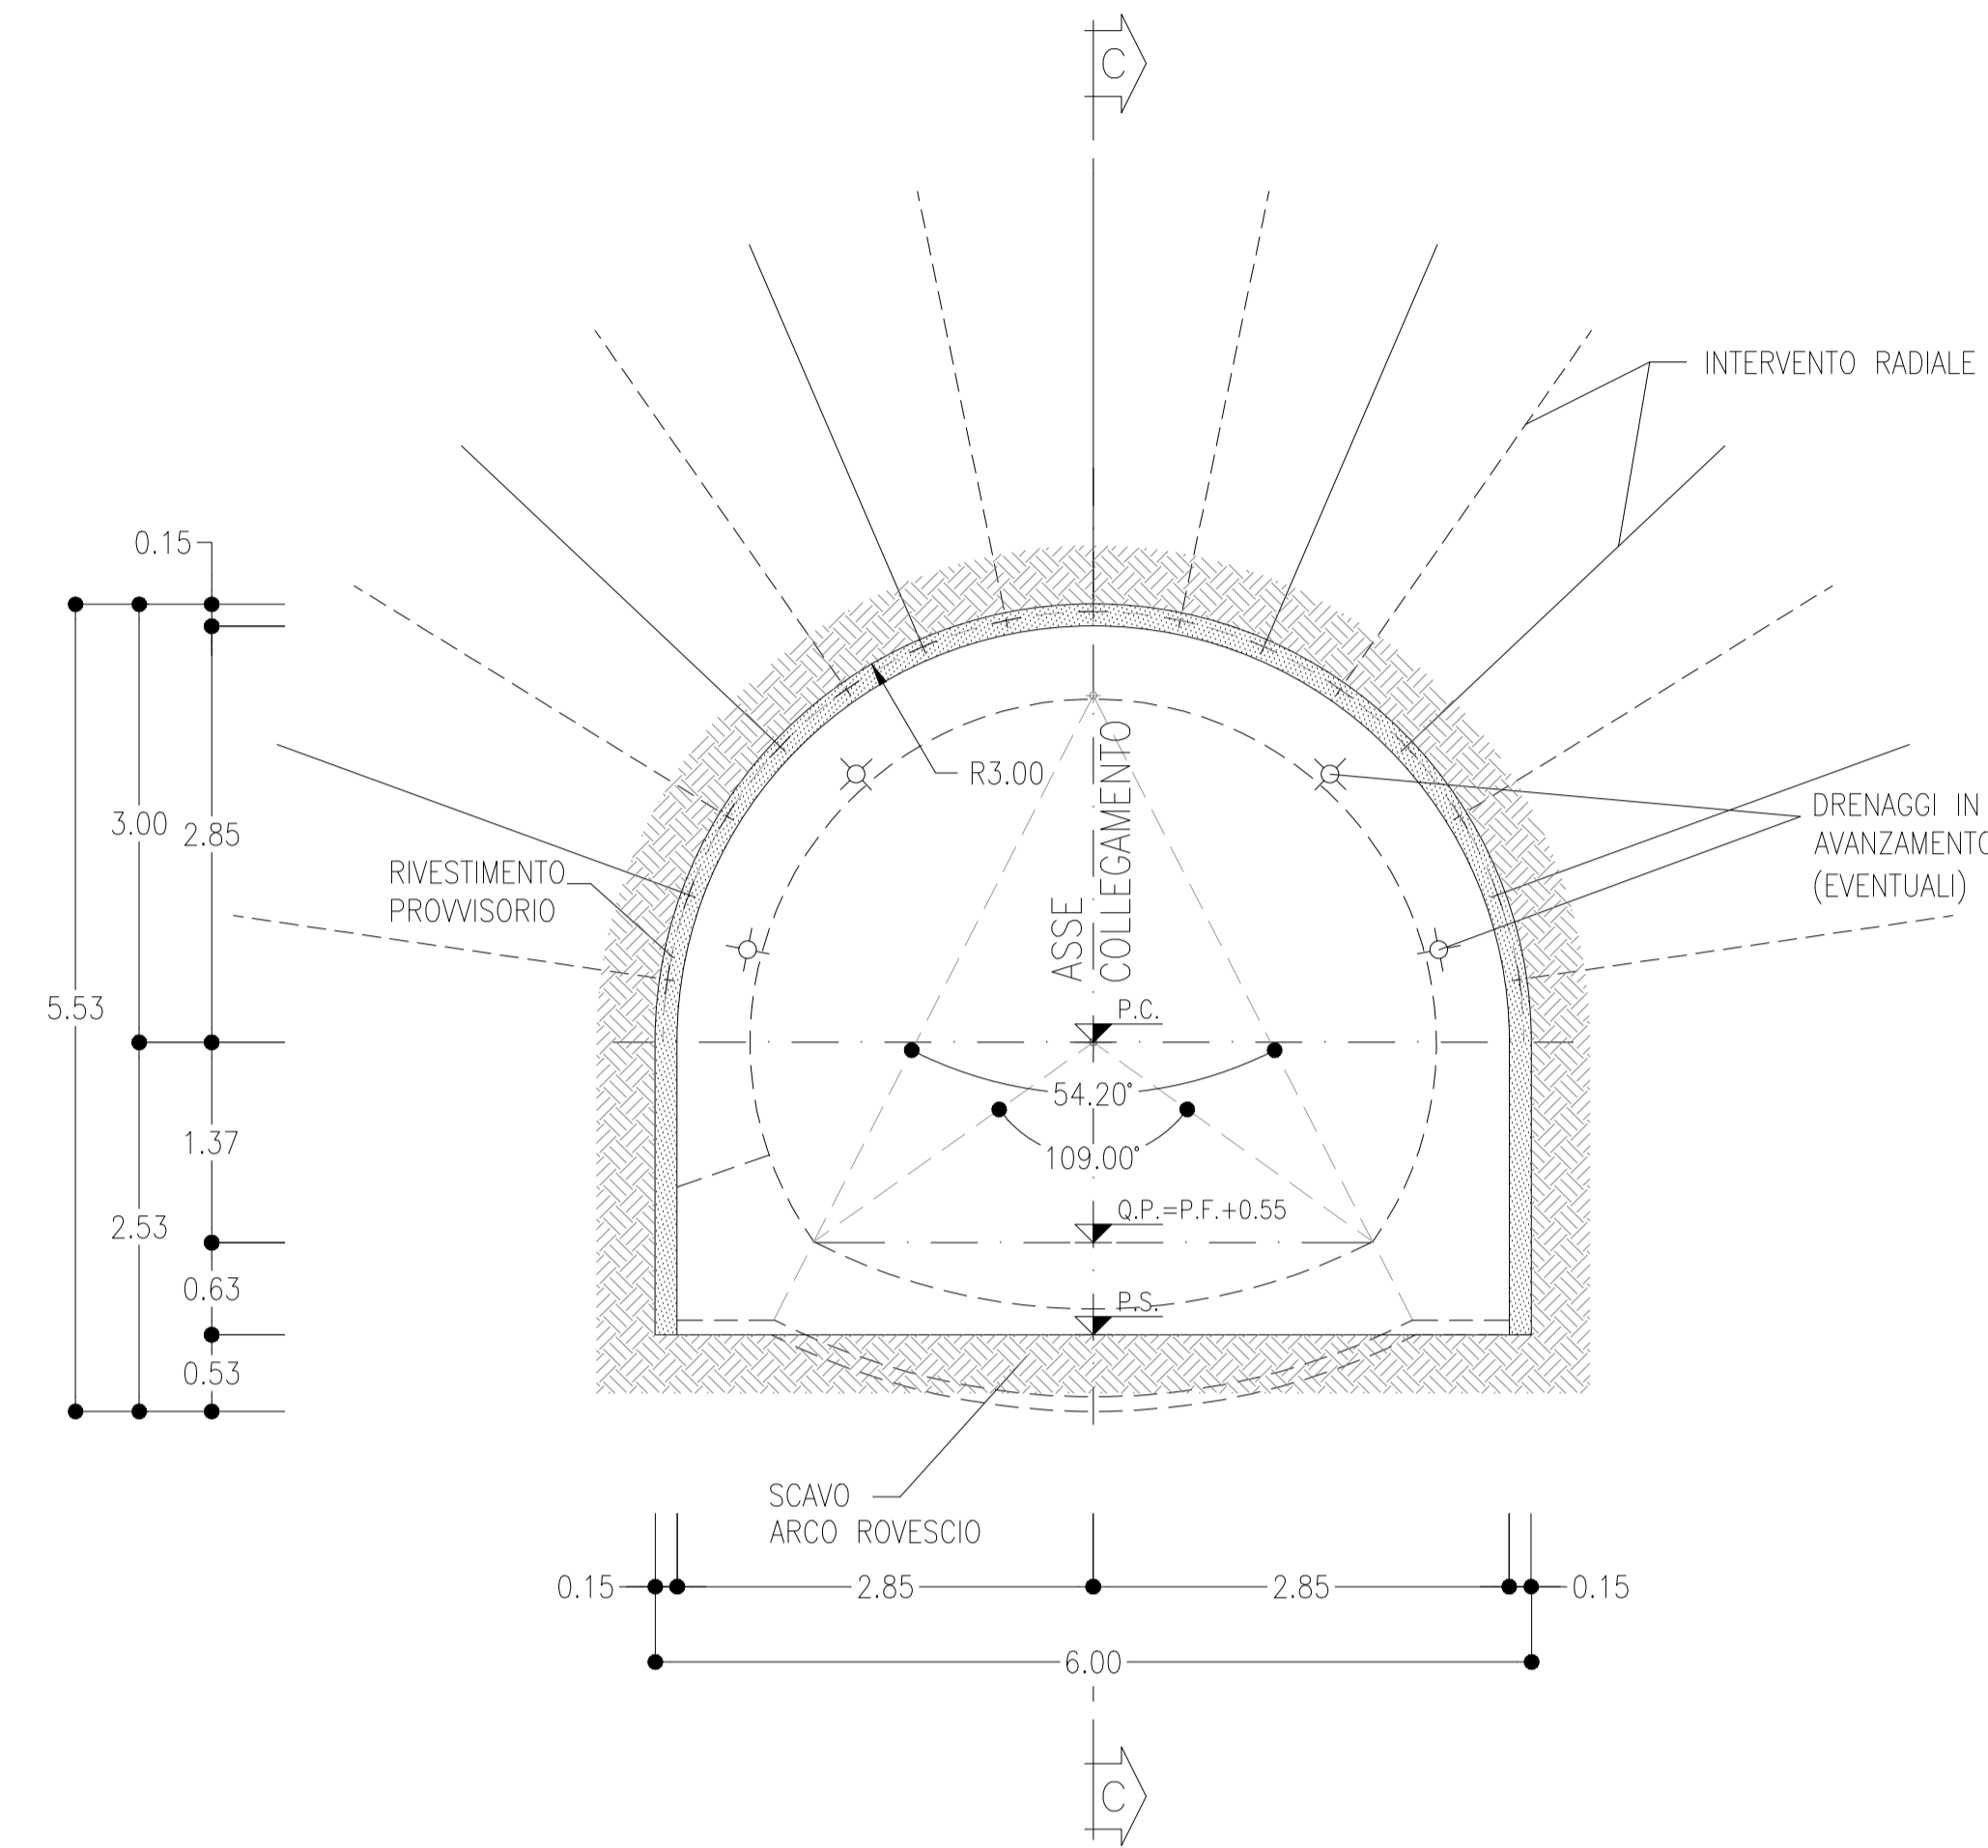 C
INTERVENTO RADIALE
0.15
R3.00
ASSE
COLLEGAMENTO
DRENAGGI IN
AVANZAMENTO
(EVENTUALI)
3.00
2.85
RIVESTIMENTO
PROVVISORIO
5.53
P.C.
54.20°
1.37
109.00°
2.53
Q.P.=P.F.+0.55
0.63
P.S.
0.53
SCAVO
ARCO ROVESCIO
0.15
2.85
2.85
0.15
6.00
C